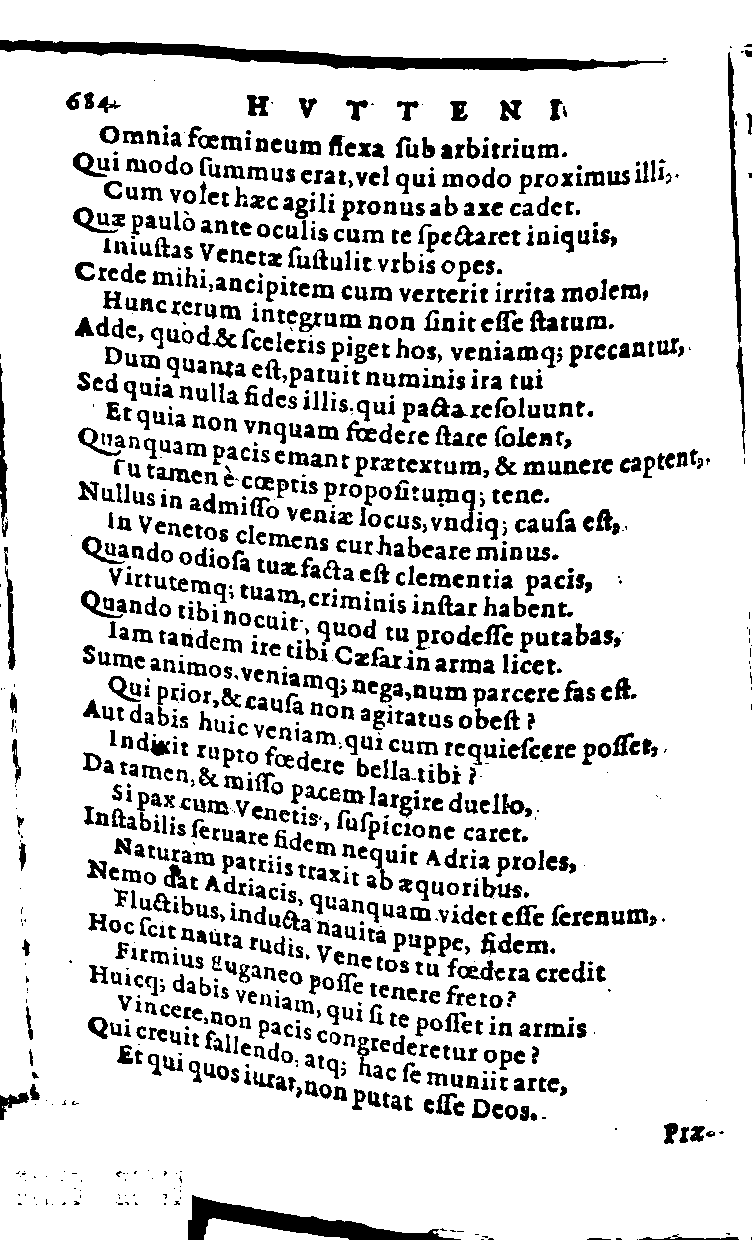 684 H V T T E N I
Omnia fœmineum flexa ſub arbitrium.
Qui modo ſummus erat, vel qui modo proximus illi,
Cum volet hæc agili pronus ab axe cadet.
Quæ paulò ante oculis cum te ſpectaret iniquis,
Iniuſtas Venetæ ſuſtulit vrbis opes.
Crede mihi, ancipitem cum verterit irrita molem,
Hunc rerum integrum non ſinit eſſe ſtatum.
Adde, quòd & ſceleris piget hos, veniamq; precantur,
Dum quanta eſt, patuit numinis ira tui
Sed quia nulla fides illis, qui pacta reſoluunt.
Et quia non vnquam fœdere ſtare ſolent,
Quanquam pacis emant prætextum, & munere captent,
Tu tamen è cœptis propoſitumq; tene.
Nullus in admiſſo veniæ locus, vndiq; cauſa eſt,
In Venetos clemens cur habeare minus.
Quando odioſa tuæ facta eſt clementia pacis,
Virtutemq; tuam, criminis inſtar habent.
Quando tibi nocuit, quod tu prodeſſe putabas,
Iam tandem ire tibi Cæſar in arma licet.
Sume animos, veniamq; nega, num parcere fas eſt.
Qui prior, & cauſa non agitatus obeſt?
Aut dabis huic veniam, qui cum requieſcere poſſet,
Indixit rupto fœdere bella tibi?
Da tamen, & miſſo pacem largire duello,
Si pax cum Venetis, ſuſpicione caret.
Inſtabilis ſeruare fidem nequit Adria proles,
Naturam patriis traxit ab æquoribus.
Nemo dat Adriacis, quanquam videt eſſe ſerenum,
Fluctibus, inducta nauita puppe, fidem.
Hoc ſcit nauta rudis. Venetos tu fœdera credit
Firmius Euganeo poſſe tenere freto?
Huicq; dabis veniam, qui ſi te poſſet in armis
Vincere, non pacis congrederetur ope?
Qui creuit fallendo, atq; hac ſe muniit arte,
Et qui quos iurat, non putat eſſe Deos.